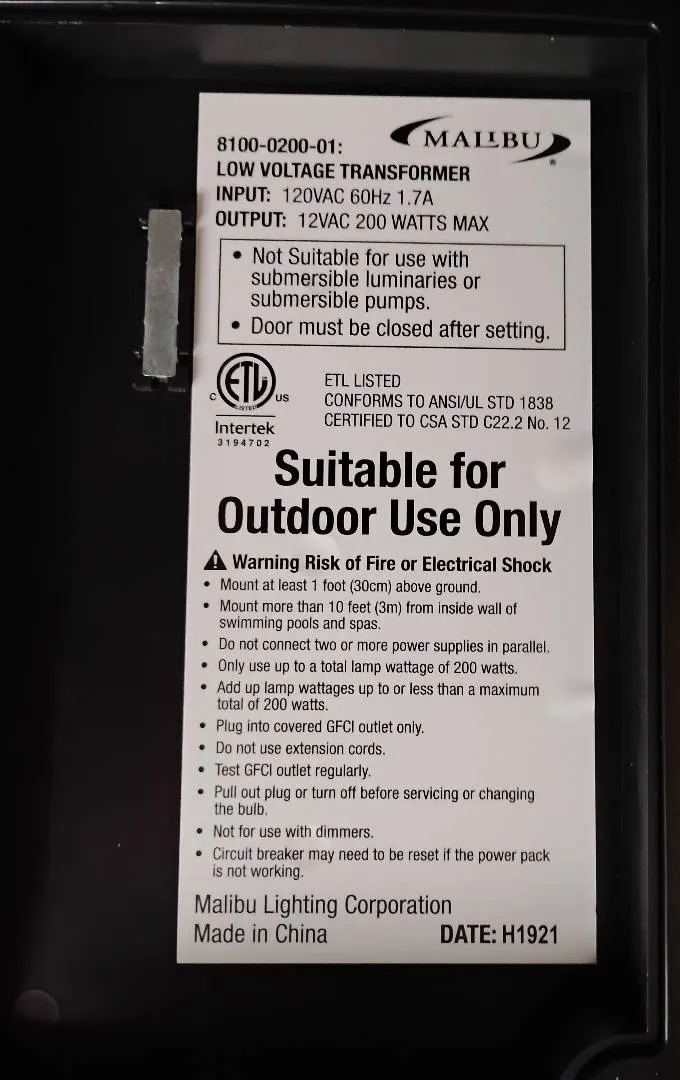 MALIBU
®
8100-0200-01:
LOW VOLTAGE TRANSFORMER
INPUT: 120VAC 60Hz 1.7A
OUTPUT: 12VAC 200 WATTS MAX
• Not Suitable for use with
submersible luminaries or
submersible pumps.
• Door must be closed after setting.
ETL
LISTED
C US
Intertek
3194702
ETL LISTED
CONFORMS TO ANSI/UL STD 1838
CERTIFIED TO CSA STD C22.2 No. 12
Suitable for
Outdoor Use Only
Warning Risk of Fire or Electrical Shock
• Mount at least 1 foot (30cm) above ground.
• Mount more than 10 feet (3m) from inside wall of
swimming pools and spas.
• Do not connect two or more power supplies in parallel.
• Only use up to a total lamp wattage of 200 watts.
• Add up lamp wattages up to or less than a maximum
total of 200 watts.
• Plug into covered GFCI outlet only.
• Do not use extension cords.
• Test GFCI outlet regularly.
• Pull out plug or turn off before servicing or changing
the bulb.
• Not for use with dimmers.
• Circuit breaker may need to be reset if the power pack
is not working.
Malibu Lighting Corporation
Made in China DATE: H1921